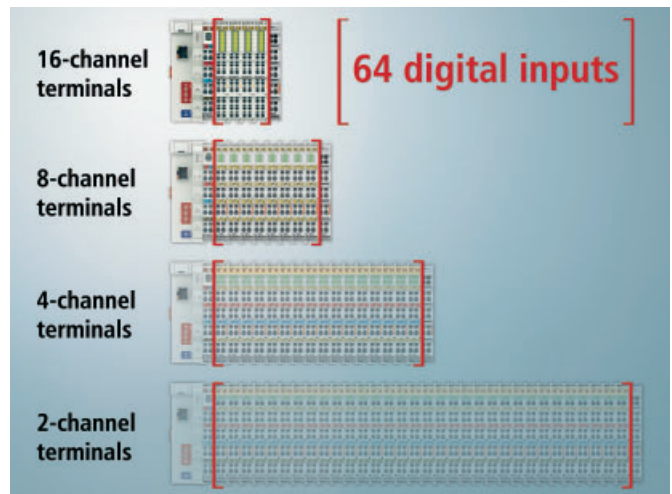 16-channel
terminals
64 digital inputs
8-channel
terminals
4-channel
terminals
2-channel
terminals